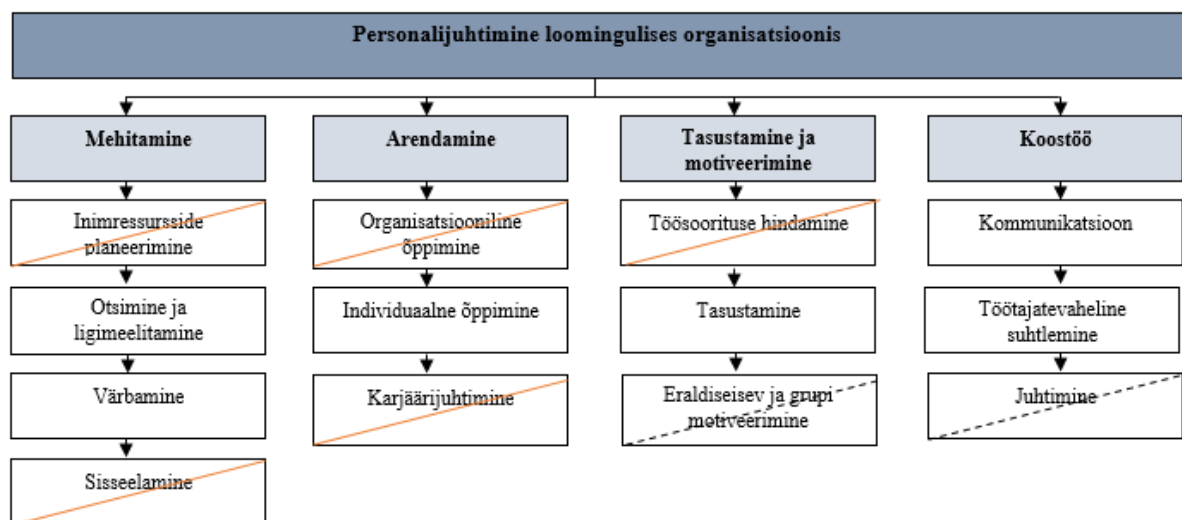 Personalijuhtimine loomingulises organisatsioonis
Mehitamine
Inimressursside
planeerimine
Otsimine ja
ligimeelitamine
Värbamine
Sisseelamine
Arendamine
Organisatsiooniline
õppimine
Individuaalne õppimine
Karjäärijuhtimine
Tasustamine ja
motiveerimine
Töösoorituse hindamine
Tasustamine
Eraldiseisev ja grupi
motiveerimine
Koostöö
Kommunikatsioon
Töötajatevaheline
suhtlemine
Juhtimine